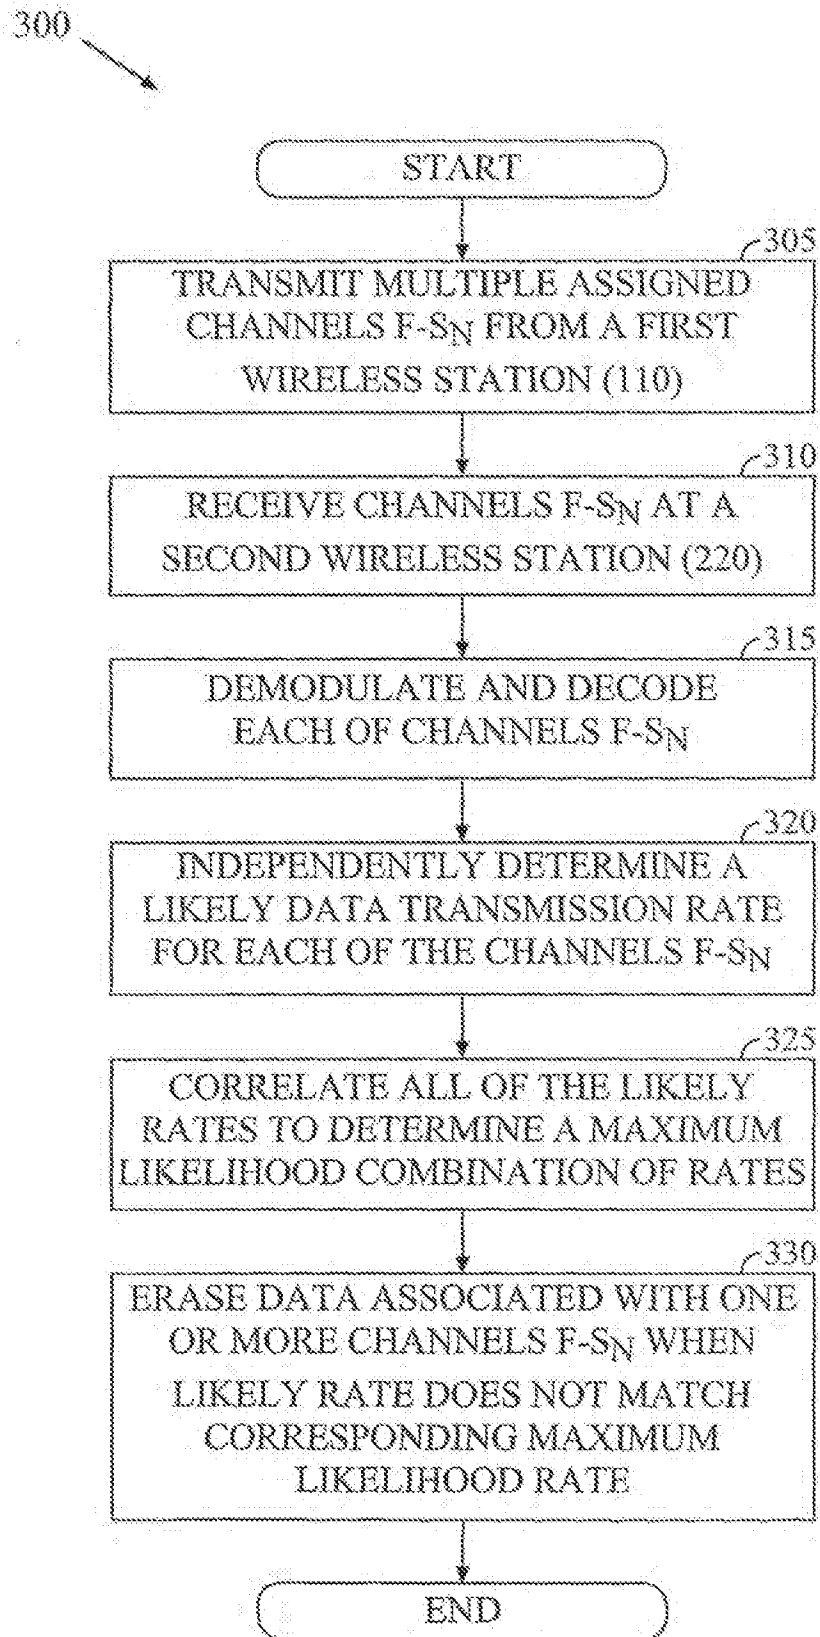 300
START
305
TRANSMIT MULTIPLE ASSIGNED
CHANNELS F-SN FROM A FIRST
WIRELESS STATION (110)
310
RECEIVE CHANNELS F-SN AT A
SECOND WIRELESS STATION (220)
315
DEMODULATE AND DECODE
EACH OF CHANNELS F-SN
320
INDEPENDENTLY DETERMINE A
LIKELY DATA TRANSMISSION RATE
FOR EACH OF THE CHANNELS F-SN
325
CORRELATE ALL OF THE LIKELY
RATES TO DETERMINE A MAXIMUM
LIKELIHOOD COMBINATION OF RATES
330
ERASE DATA ASSOCIATED WITH ONE
OR MORE CHANNELS F-SN WHEN
LIKELY RATE DOES NOT MATCH
CORRESPONDING MAXIMUM
LIKELIHOOD RATE
END